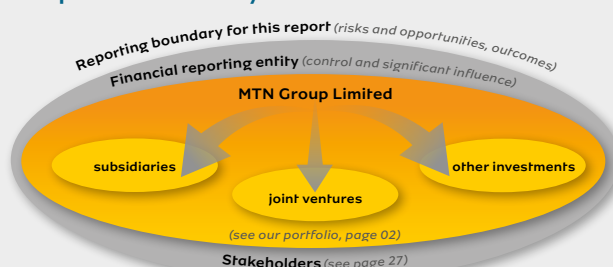 Reporting boundary for this report (risks and opportunities, outcomes)
Financial reporting entity (control and significant influence)
MTN Group Limited
subsidiaries
other investments
joint ventures
(see our portfolio, page 02)
Stakeholders (see page 27)